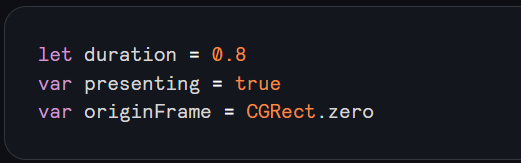 let duration = 0.8
var presenting = true
var originFrame = CGRect.zero